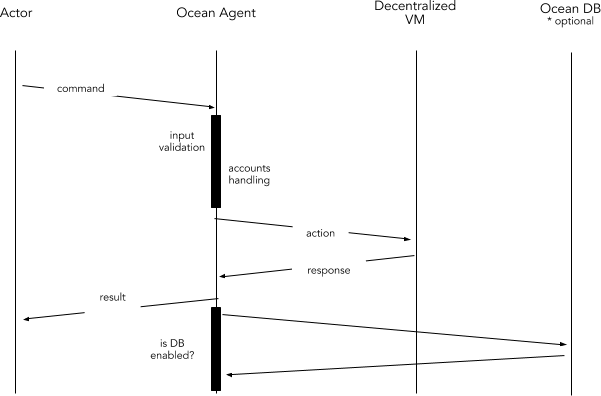 Actor
Ocean Agent
Decentralized
VM
Ocean DB
* optional
command
input
validation
accounts
handling
action
response
result
is DB
enabled?